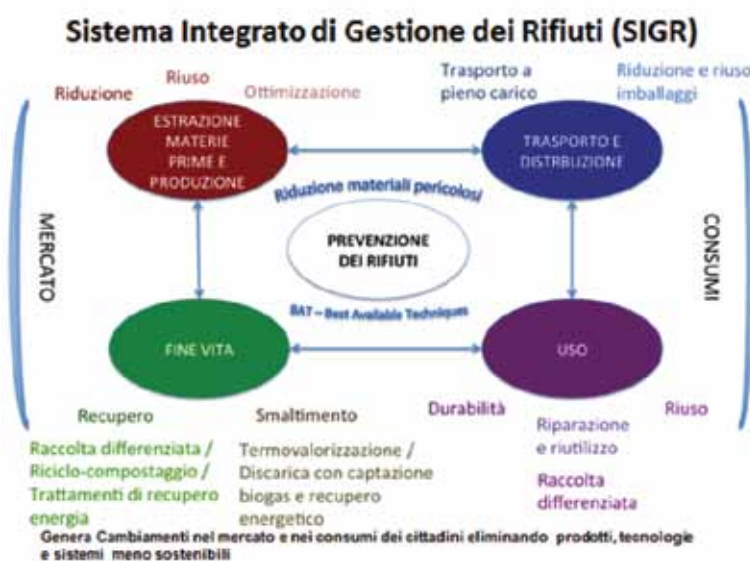 Sistema Integrato di Gestione dei Rifiuti (SIGR)
Riduzione
Riuso
Ottimizzazione
Trasporto a
pieno carico
Riduzione e riuso
imballaggi
ESTRAZIONE
MATERIE
PRIME E
PRODUZIONE
TRASPORTO E
DISTRBUZIONE
Riduzione materiali pericolosi
MERCATO
PREVENZIONE
DEI RIFIUTI
CONSUMI
BAT – Best Available Techniques
FINE VITA
USO
Recupero
Raccolta differenziata /
Riciclo-compostaggio /
Trattamenti di recupero
energia
Smaltimento
Termovalorizzazione /
Discarica con captazione
biogas e recupero
energetico
Durabilità
Riparazione
e riutilizzo
Riuso
Raccolta
differenziata
Genera Cambiamenti nel mercato e nei consumi dei cittadini eliminando prodotti, tecnologie
e sistemi meno sostenibili